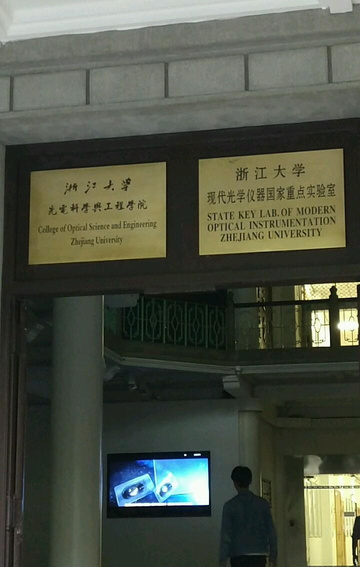 浙江大学
光電科学與工程学院
College of Optical Science and Engineering
Zhejiang University
浙江大学
现代光学仪器国家重点实验室
STATE KEY LAB. OF MODERN
OPTICAL INSTRUMENTATION
ZHEJIANG UNIVERSITY